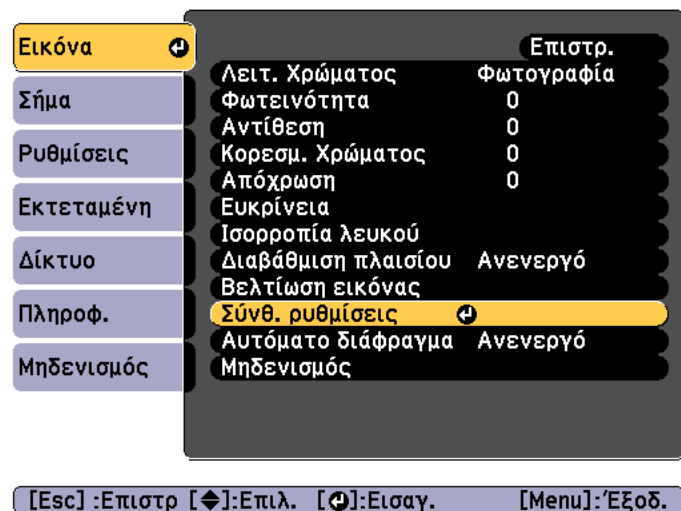 Εικόνα
Σήμα
Ρυθμίσεις
Εκτεταμένη
Δίκτυο
Πληροφ.
Μηδενισμός
Επιστρ.
Λειτ. Χρώματος Φωτογραφία
Φωτεινότητα 0
Αντίθεση 0
Κορεσμ. Χρώματος 0
Απόχρωση 0
Ευκρίνεια
Ισορροπία λευκού
Διαβάθμιση πλαισίου Ανενεργό
Βελτίωση εικόνας
Σύνθ. ρυθμίσεις
Αυτόματο διάφραγμα Ανενεργό
Μηδενισμός
[Esc] :Επιστρ [◆]:Επιλ. [⏎]:Εισαγ. [Menu]:Έξοδ.